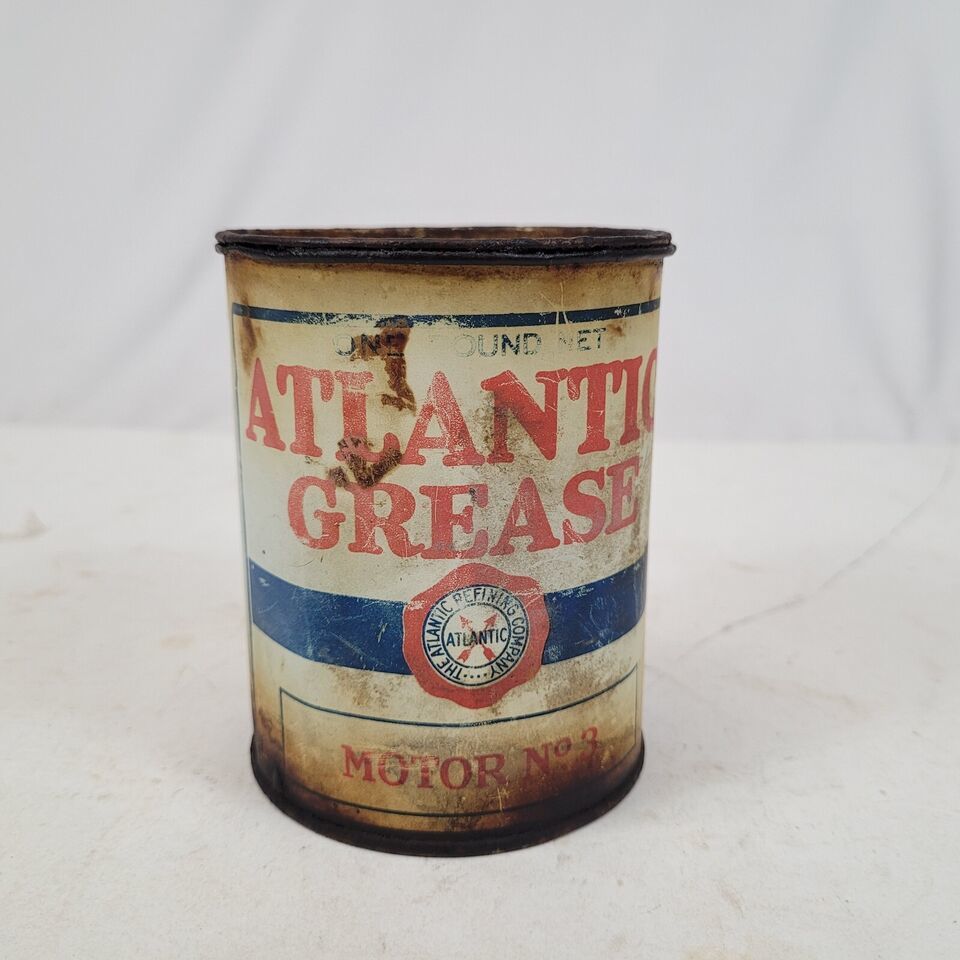 ONE POUND NET
ATLANTIC
GREASE
THE ATLANTIC REFINING COMPANY
ATLANTIC
MOTOR Nº 3